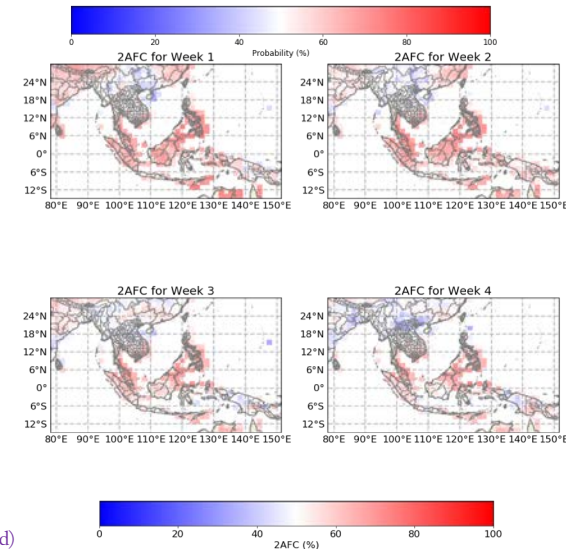 0 20 40 60 80 100
Probability (%)
2AFC for Week 1 2AFC for Week 2
24°N 24°N
18°N 18°N
12°N 12°N
6°N 6°N
0° 0°
6°S 6°S
12°S 12°S
80°E 90°E 100°E 110°E 120°E 130°E 140°E 150°E 80°E 90°E 100°E 110°E 120°E 130°E 140°E 150°E
2AFC for Week 3 2AFC for Week 4
24°N 24°N
18°N 18°N
12°N 12°N
6°N 6°N
0° 0°
6°S 6°S
12°S 12°S
80°E 90°E 100°E 110°E 120°E 130°E 140°E 150°E 80°E 90°E 100°E 110°E 120°E 130°E 140°E 150°E
d)
0 20 40 60 80 100
2AFC (%)